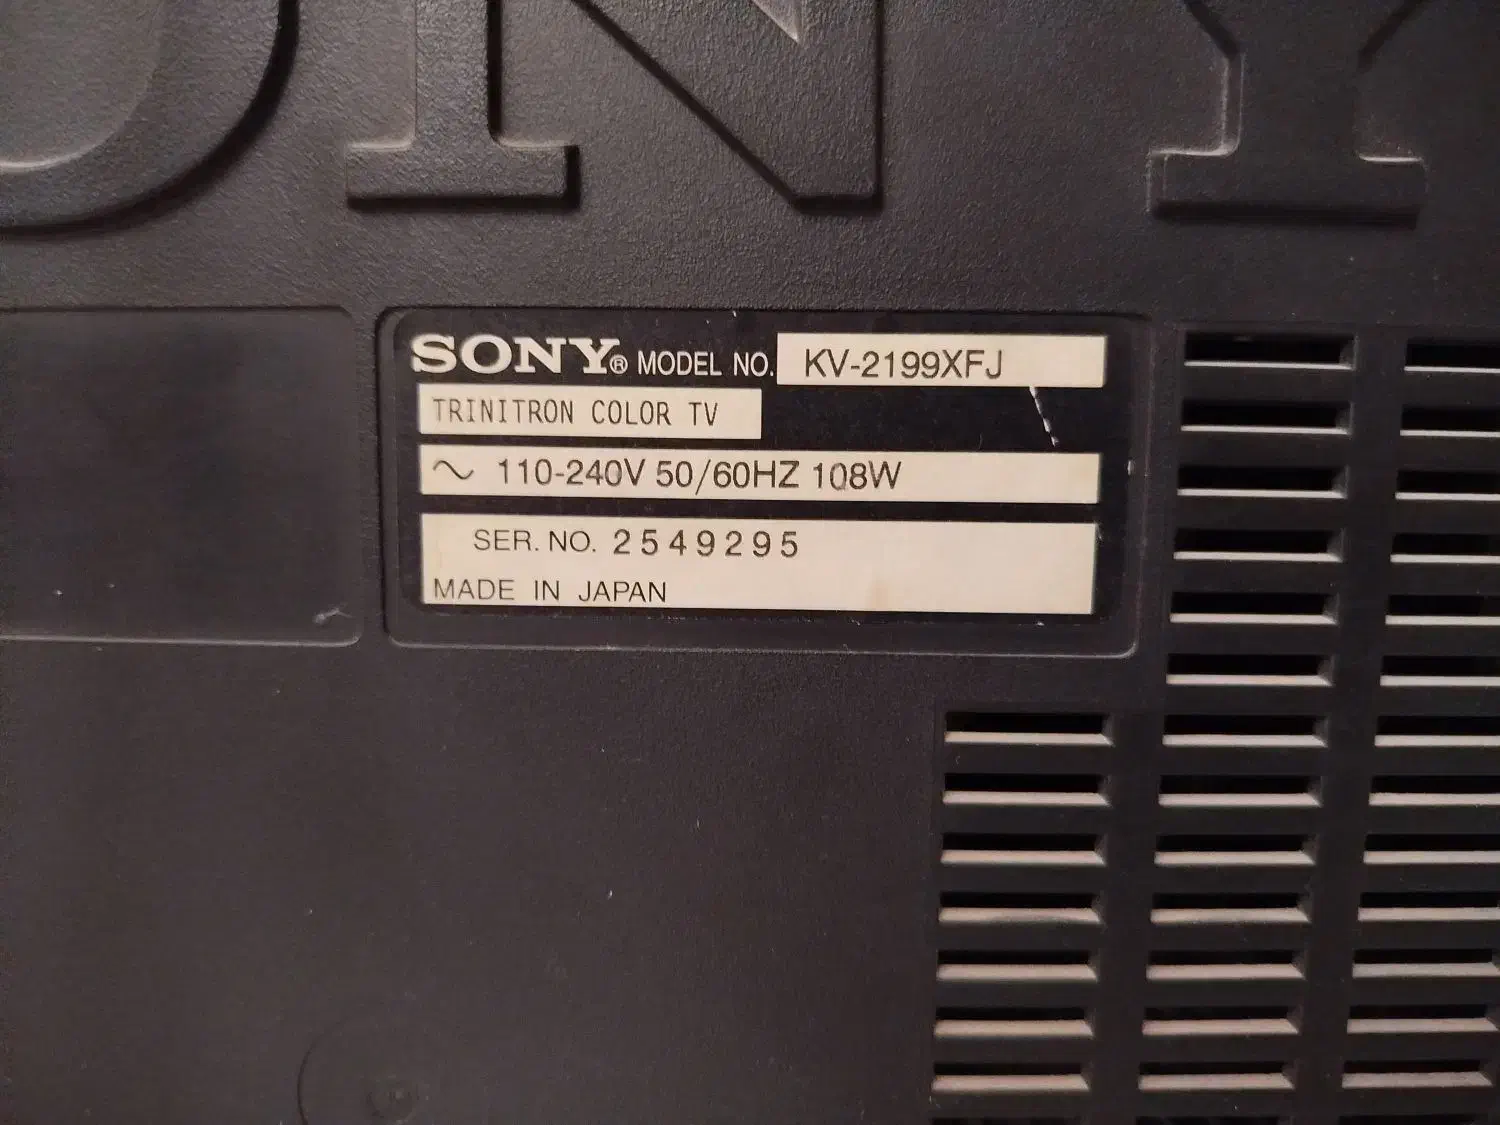 ONY
SONY® MODEL NO. KV-2199XFJ
TRINITRON COLOR TV
~ 110-240V 50/60HZ 108W
SER. NO. 2549295
MADE IN JAPAN